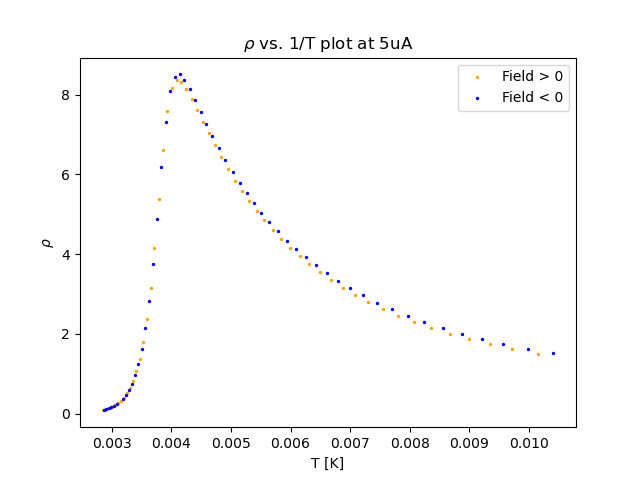 ρ vs. 1/T plot at 5uA
Field > 0
Field < 0
8
6
4
2
0
ρ
0.003 0.004 0.005 0.006 0.007 0.008 0.009 0.010
T [K]